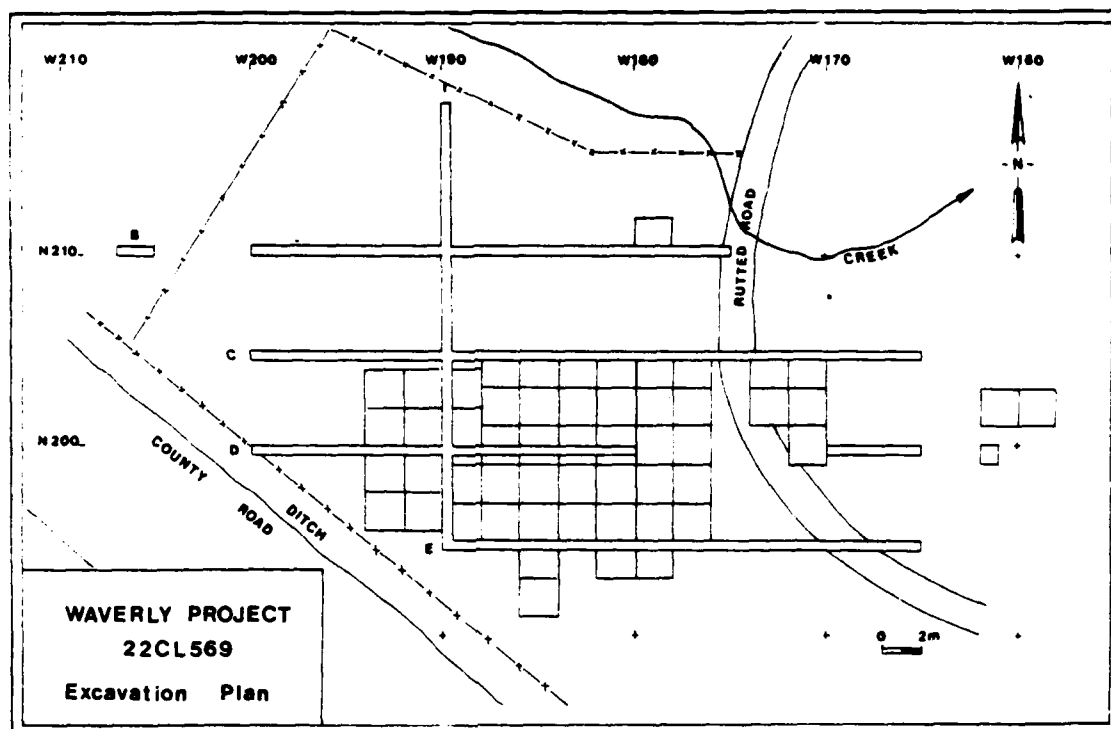 W210 W200 W190 W180 W170 W160
N
B
N210
RUTTED ROAD
CREEK
C
N200
D
COUNTY ROAD
DITCH
E
WAVERLY PROJECT
22CL569
Excavation Plan
0 2m